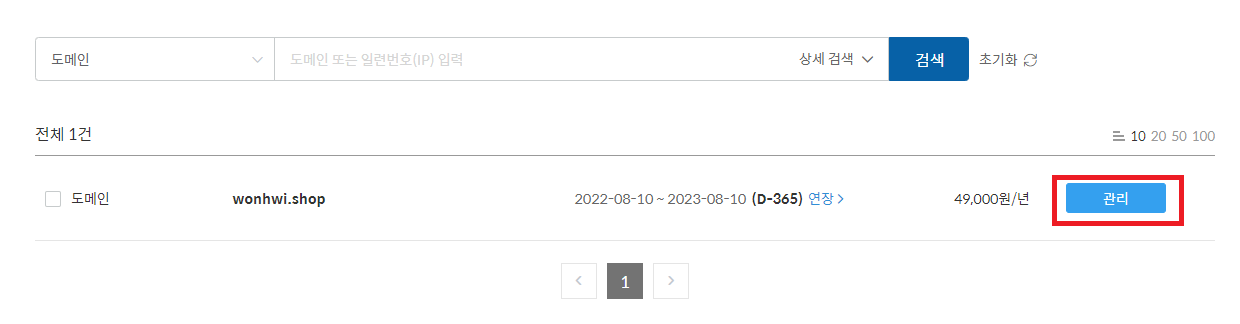 도메인 도메인 또는 일련번호(IP) 입력 상세 검색 검색 초기화
전체 1건 10 20 50 100
도메인 wonhwi.shop 2022-08-10 ~ 2023-08-10 (D-365) 연장 49,000원/년 관리
1